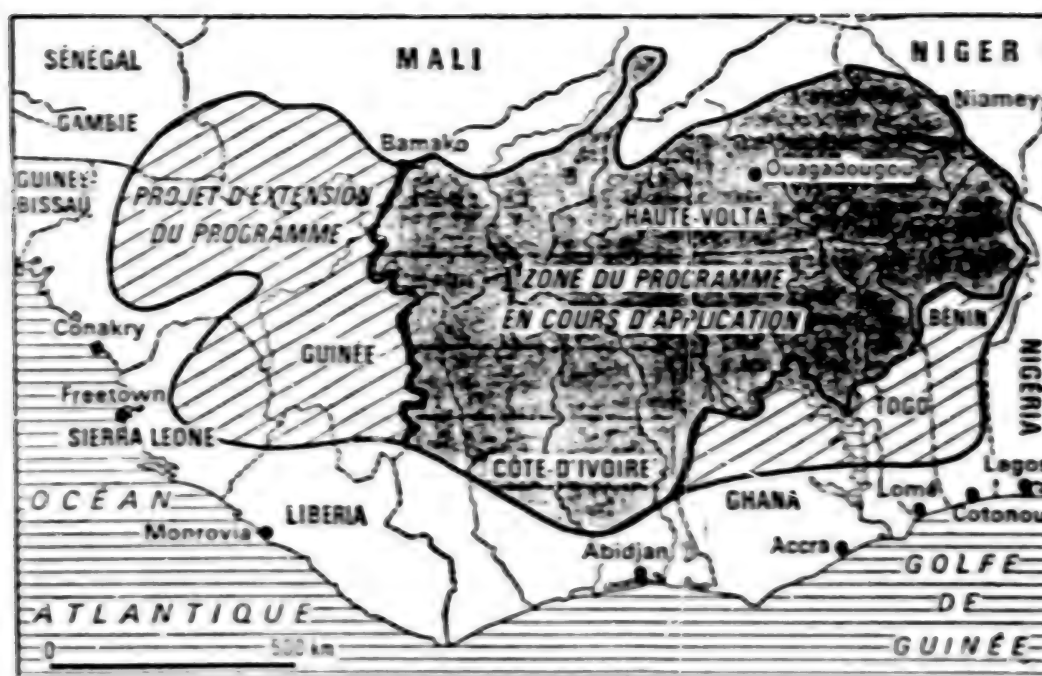 SÉNÉGAL
MALI
NIGER
GAMBIE
Niamey
Bamako
GUINÉE-
BISSAU
Ouagadougou
PROJET D'EXTENSION
DU PROGRAMME
HAUTE-VOLTA
ZONE DU PROGRAMME
EN COURS D'APPLICATION
BÉNIN
Conakry
GUINÉE
NIGERIA
Freetown
TOGO
SIERRA LEONE
CÔTE-D'IVOIRE
Lagos
OCÉAN
LIBERIA
GHANA
Lomé
Cotonou
Monrovia
Abidjan
Accra
GOLFE
DE
GUINÉE
ATLANTIQUE
0 500 km